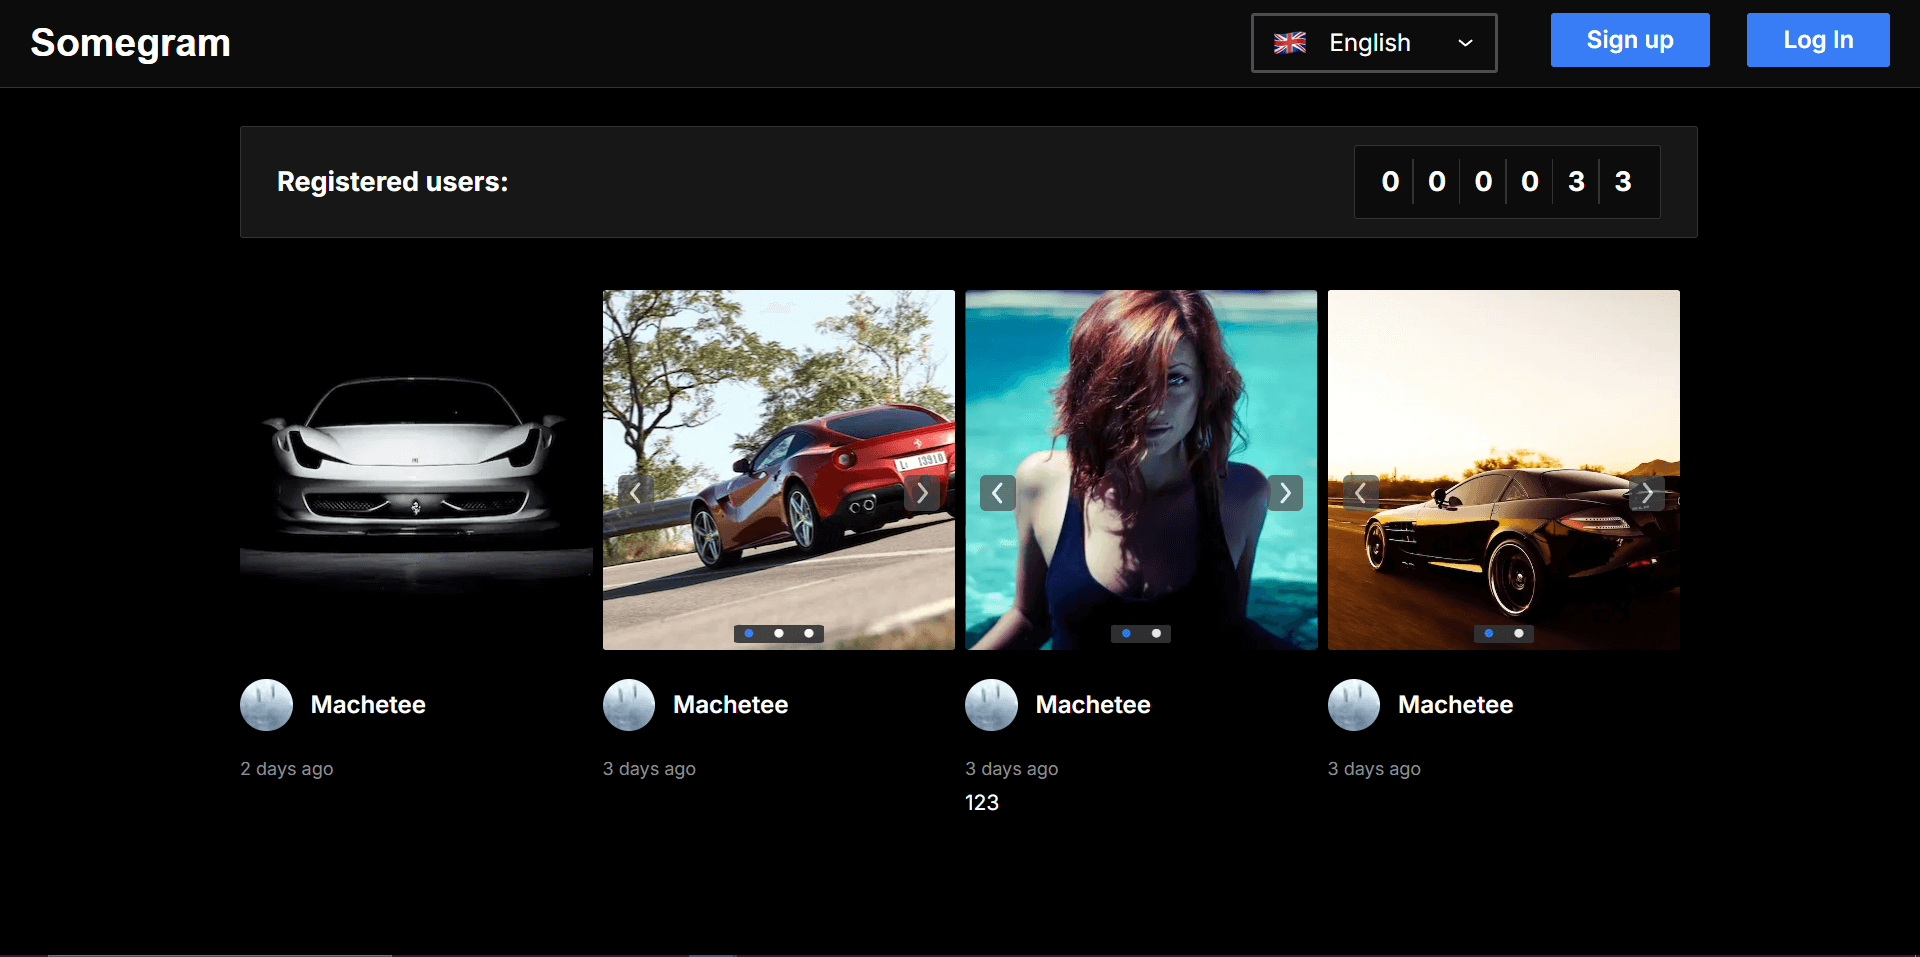 Somegram
English
Sign up
Log In
Registered users:
0 0 0 0 3 3
13910
Machetee
Machetee
Machetee
Machetee
2 days ago
3 days ago
3 days ago
3 days ago
123